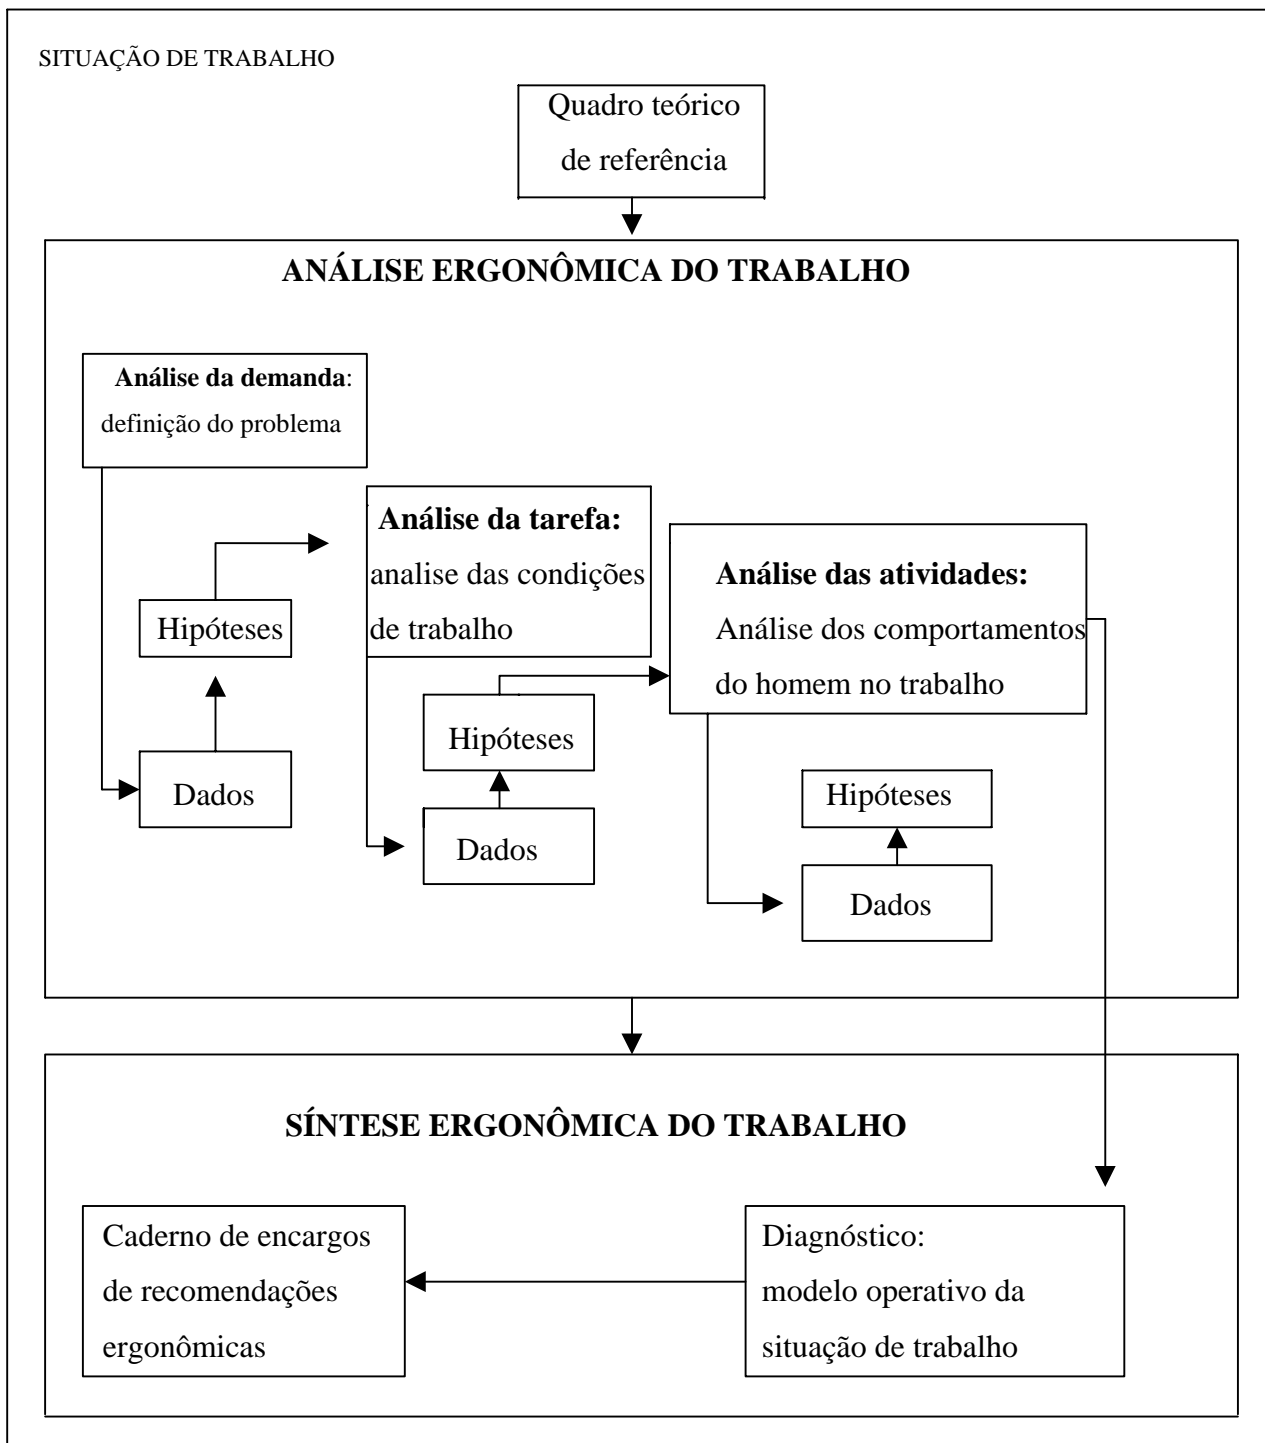 SITUAÇÃO DE TRABALHO
Quadro teórico
de referência
ANÁLISE ERGONÔMICA DO TRABALHO
Análise da demanda:
definição do problema
Hipóteses
Dados
Análise da tarefa:
analise das condições
de trabalho
Hipóteses
Dados
Análise das atividades:
Análise dos comportamentos
do homem no trabalho
Hipóteses
Dados
SÍNTESE ERGONÔMICA DO TRABALHO
Caderno de encargos
de recomendações
ergonômicas
Diagnóstico:
modelo operativo da
situação de trabalho